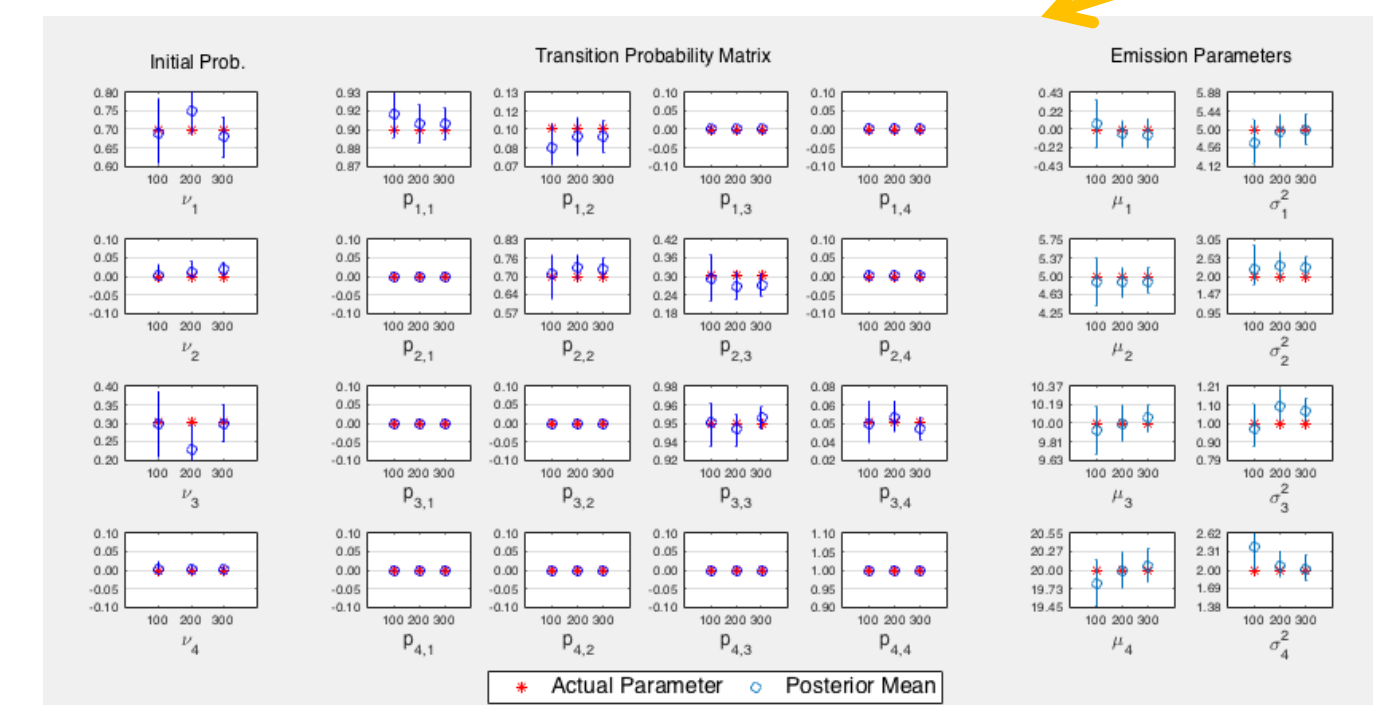 Initial Prob. Transition Probability Matrix Emission Parameters
0.80 0.93 0.13 0.10 0.10 0.43 5.88
0.75 0.92 0.12 0.05 0.05 0.22 5.44
0.70 0.90 0.10 0.00 0.00 0.00 5.00
0.65 0.88 0.08 -0.05 -0.05 -0.22 4.56
0.60 0.87 0.07 -0.10 -0.10 -0.43 4.12
100 200 300 100 200 300 100 200 300 100 200 300 100 200 300 100 200 300 100 200 300
ν1 p1,1 p1,2 p1,3 p1,4 μ1 σ1^2
0.10 0.10 0.83 0.42 0.10 5.75 3.05
0.05 0.05 0.76 0.36 0.05 5.37 2.53
0.00 0.00 0.70 0.30 0.00 5.00 2.00
-0.05 -0.05 0.64 0.24 -0.05 4.63 1.47
-0.10 -0.10 0.57 0.18 -0.10 4.25 0.95
100 200 300 100 200 300 100 200 300 100 200 300 100 200 300 100 200 300 100 200 300
ν2 p2,1 p2,2 p2,3 p2,4 μ2 σ2^2
0.40 0.10 0.10 0.98 0.08 10.37 1.21
0.35 0.05 0.05 0.96 0.06 10.19 1.10
0.30 0.00 0.00 0.95 0.05 10.00 1.00
0.25 -0.05 -0.05 0.94 0.04 9.81 0.90
0.20 -0.10 -0.10 0.92 0.02 9.63 0.79
100 200 300 100 200 300 100 200 300 100 200 300 100 200 300 100 200 300 100 200 300
ν3 p3,1 p3,2 p3,3 p3,4 μ3 σ3^2
0.10 0.10 0.10 0.10 1.10 20.55 2.62
0.05 0.05 0.05 0.05 1.05 20.27 2.31
0.00 0.00 0.00 0.00 1.00 20.00 2.00
-0.05 -0.05 -0.05 -0.05 0.95 19.73 1.69
-0.10 -0.10 -0.10 -0.10 0.90 19.45 1.38
100 200 300 100 200 300 100 200 300 100 200 300 100 200 300 100 200 300 100 200 300
ν4 p4,1 p4,2 p4,3 p4,4 μ4 σ4^2
Actual Parameter Posterior Mean